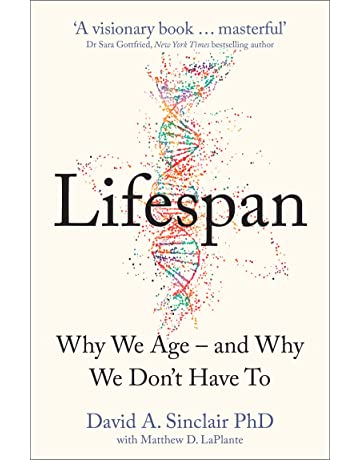 ‘A visionary book ... masterful’
Dr Sara Gottfried, New York Times bestselling author
Lifespan
Why We Age – and Why
We Don’t Have To
David A. Sinclair PhD
with Matthew D. LaPlante